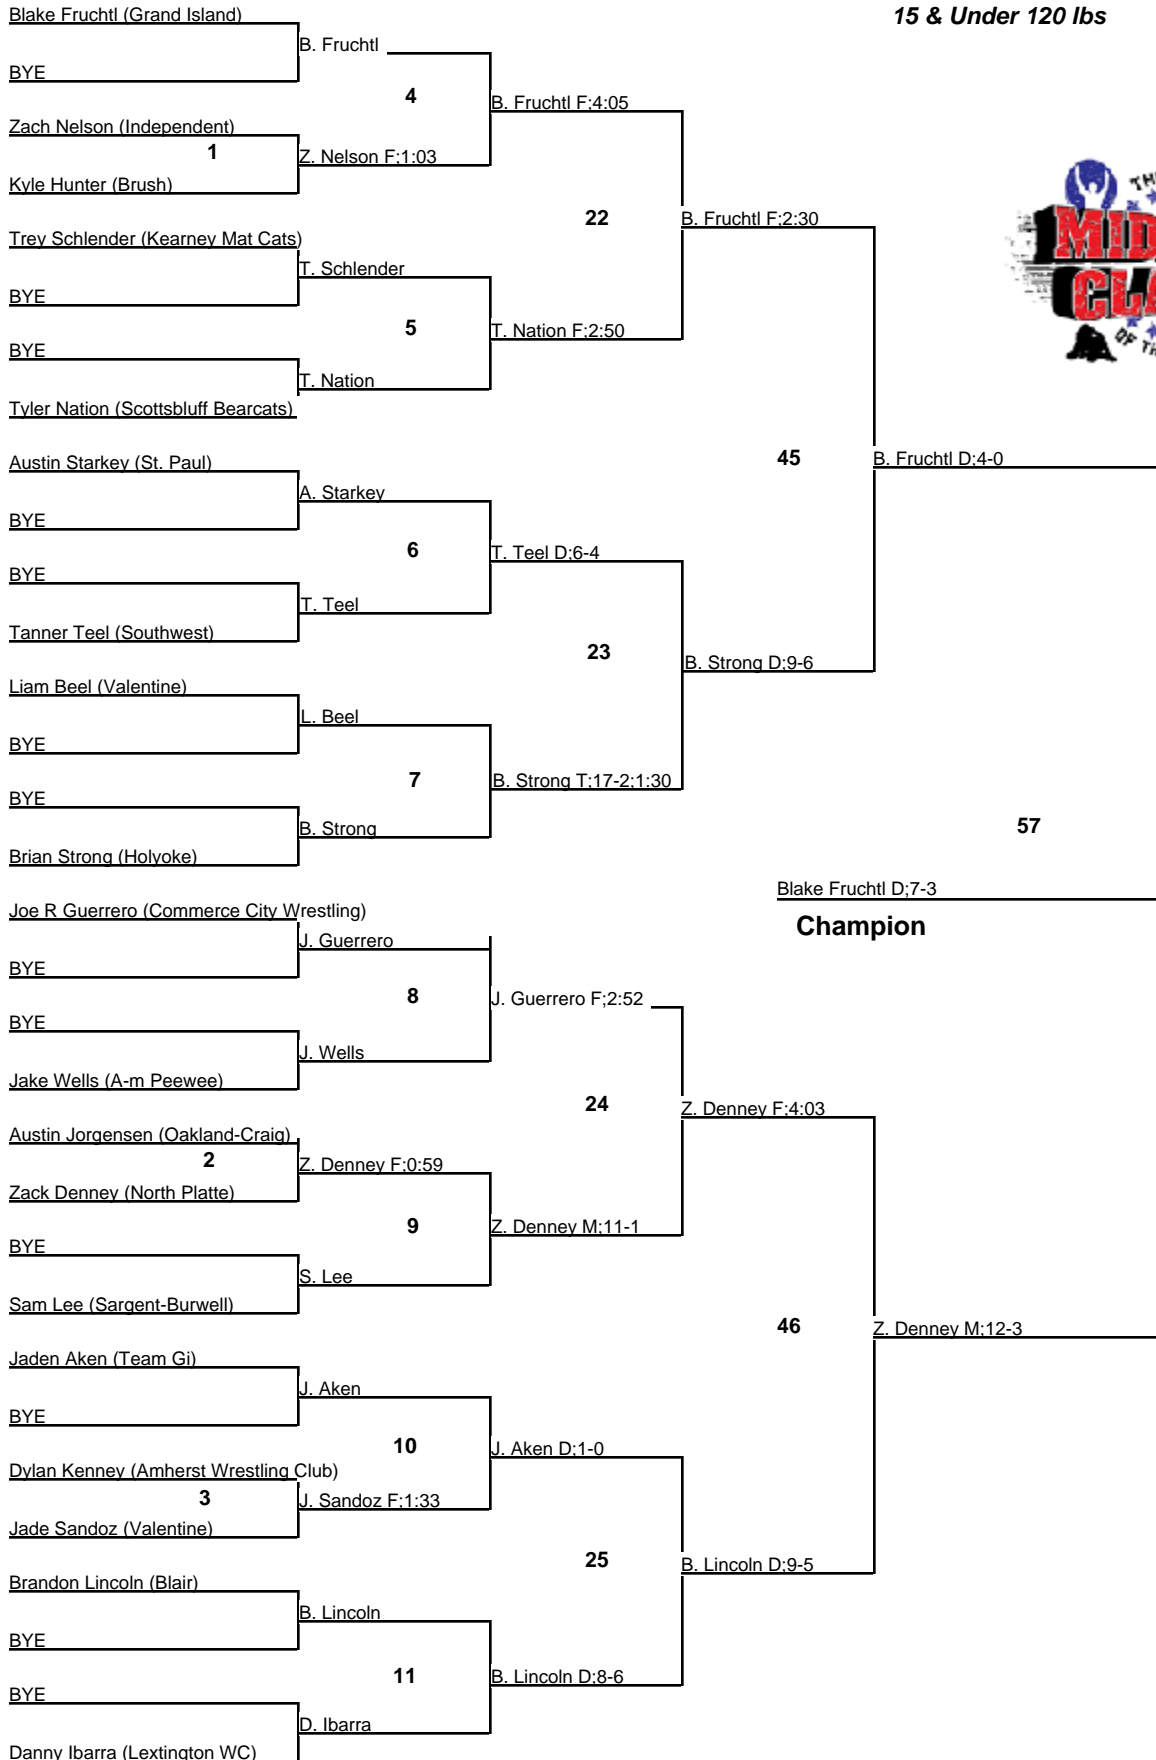 Blake Fruchtl (Grand Island)
15 & Under 120 lbs
B. Fruchtl
BYE
4
B. Fruchtl F;4:05
Zach Nelson (Independent)
1
Z. Nelson F;1:03
Kyle Hunter (Brush)
22
B. Fruchtl F;2:30
Trey Schlender (Kearney Mat Cats)
T. Schlender
BYE
5
T. Nation F;2:50
BYE
T. Nation
Tyler Nation (Scottsbluff Bearcats)
45
B. Fruchtl D;4-0
Austin Starkey (St. Paul)
A. Starkey
BYE
6
T. Teel D;6-4
BYE
T. Teel
Tanner Teel (Southwest)
23
B. Strong D;9-6
Liam Beel (Valentine)
L. Beel
BYE
7
B. Strong T;17-2;1:30
BYE
B. Strong
57
Brian Strong (Holyoke)
Blake Fruchtl D;7-3
Champion
Joe R Guerrero (Commerce City Wrestling)
J. Guerrero
BYE
8
J. Guerrero F;2:52
BYE
J. Wells
Jake Wells (A-m Peewee)
24
Z. Denney F;4:03
Austin Jorgensen (Oakland-Craig)
2
Z. Denney F;0:59
Zack Denney (North Platte)
9
Z. Denney M;11-1
BYE
S. Lee
Sam Lee (Sargent-Burwell)
46
Z. Denney M;12-3
Jaden Aken (Team Gi)
J. Aken
BYE
10
J. Aken D;1-0
Dylan Kenney (Amherst Wrestling Club)
3
J. Sandoz F;1:33
Jade Sandoz (Valentine)
25
B. Lincoln D;9-5
Brandon Lincoln (Blair)
B. Lincoln
BYE
11
B. Lincoln D;8-6
BYE
D. Ibarra
Danny Ibarra (Lextington WC)